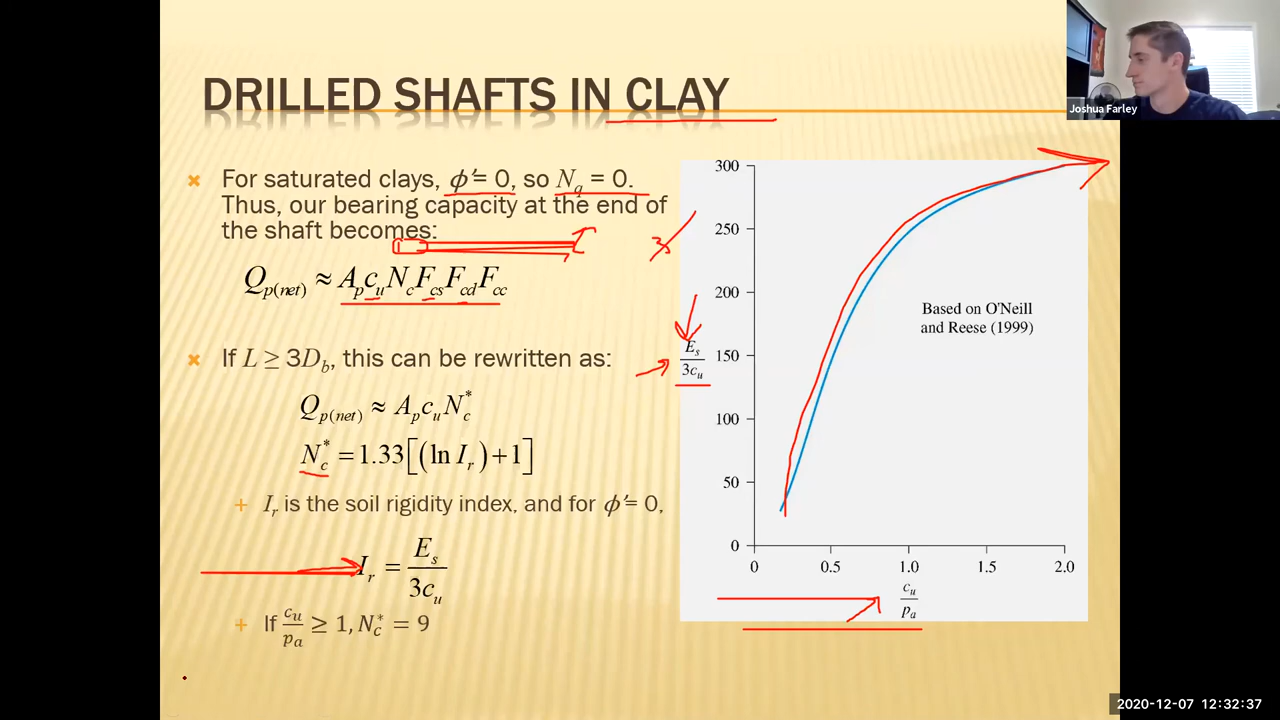 DRILLED SHAFTS IN CLAY
Joshua Farley
For saturated clays, ϕ′= 0, so N_q = 0.
Thus, our bearing capacity at the end of
the shaft becomes:
Q_p(net) ≈ A_p c_u N_c F_cs F_cd F_cc
If L ≥ 3D_b, this can be rewritten as:
Q_p(net) ≈ A_p c_u N_c^*
N_c^* = 1.33[(ln I_r) + 1]
I_r is the soil rigidity index, and for ϕ′= 0,
I_r = E_s / 3c_u
If c_u / p_a ≥ 1, N_c^* = 9
300
250
200
150
100
50
0
E_s / 3c_u
Based on O'Neill
and Reese (1999)
0 0.5 1.0 1.5 2.0
c_u / p_a
2020-12-07 12:32:37